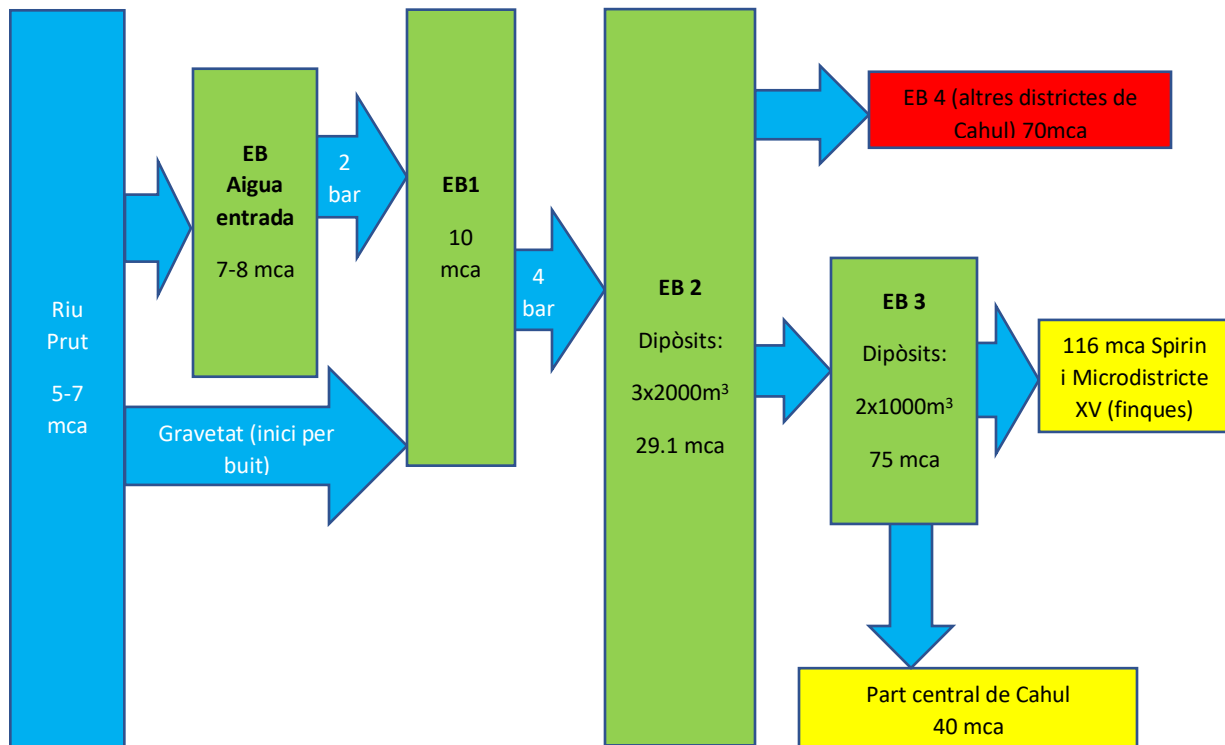 Riu
Prut
5-7
mca
EB
Aigua
entrada
7-8 mca
2
bar
Gravetat (inici per
buit)
EB1
10
mca
4
bar
EB 2
Dipòsits:
3x2000m³
29.1 mca
EB 4 (altres districtes de
Cahul) 70mca
EB 3
Dipòsits:
2x1000m³
75 mca
116 mca Spirin
i Microdistricte
XV (finques)
Part central de Cahul
40 mca